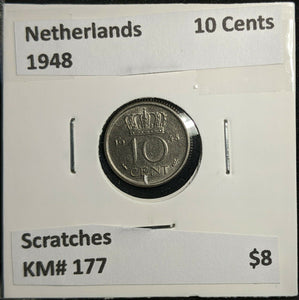 Netherlands 10 Cents
1948
10
CENT
Scratches
KM# 177 $8